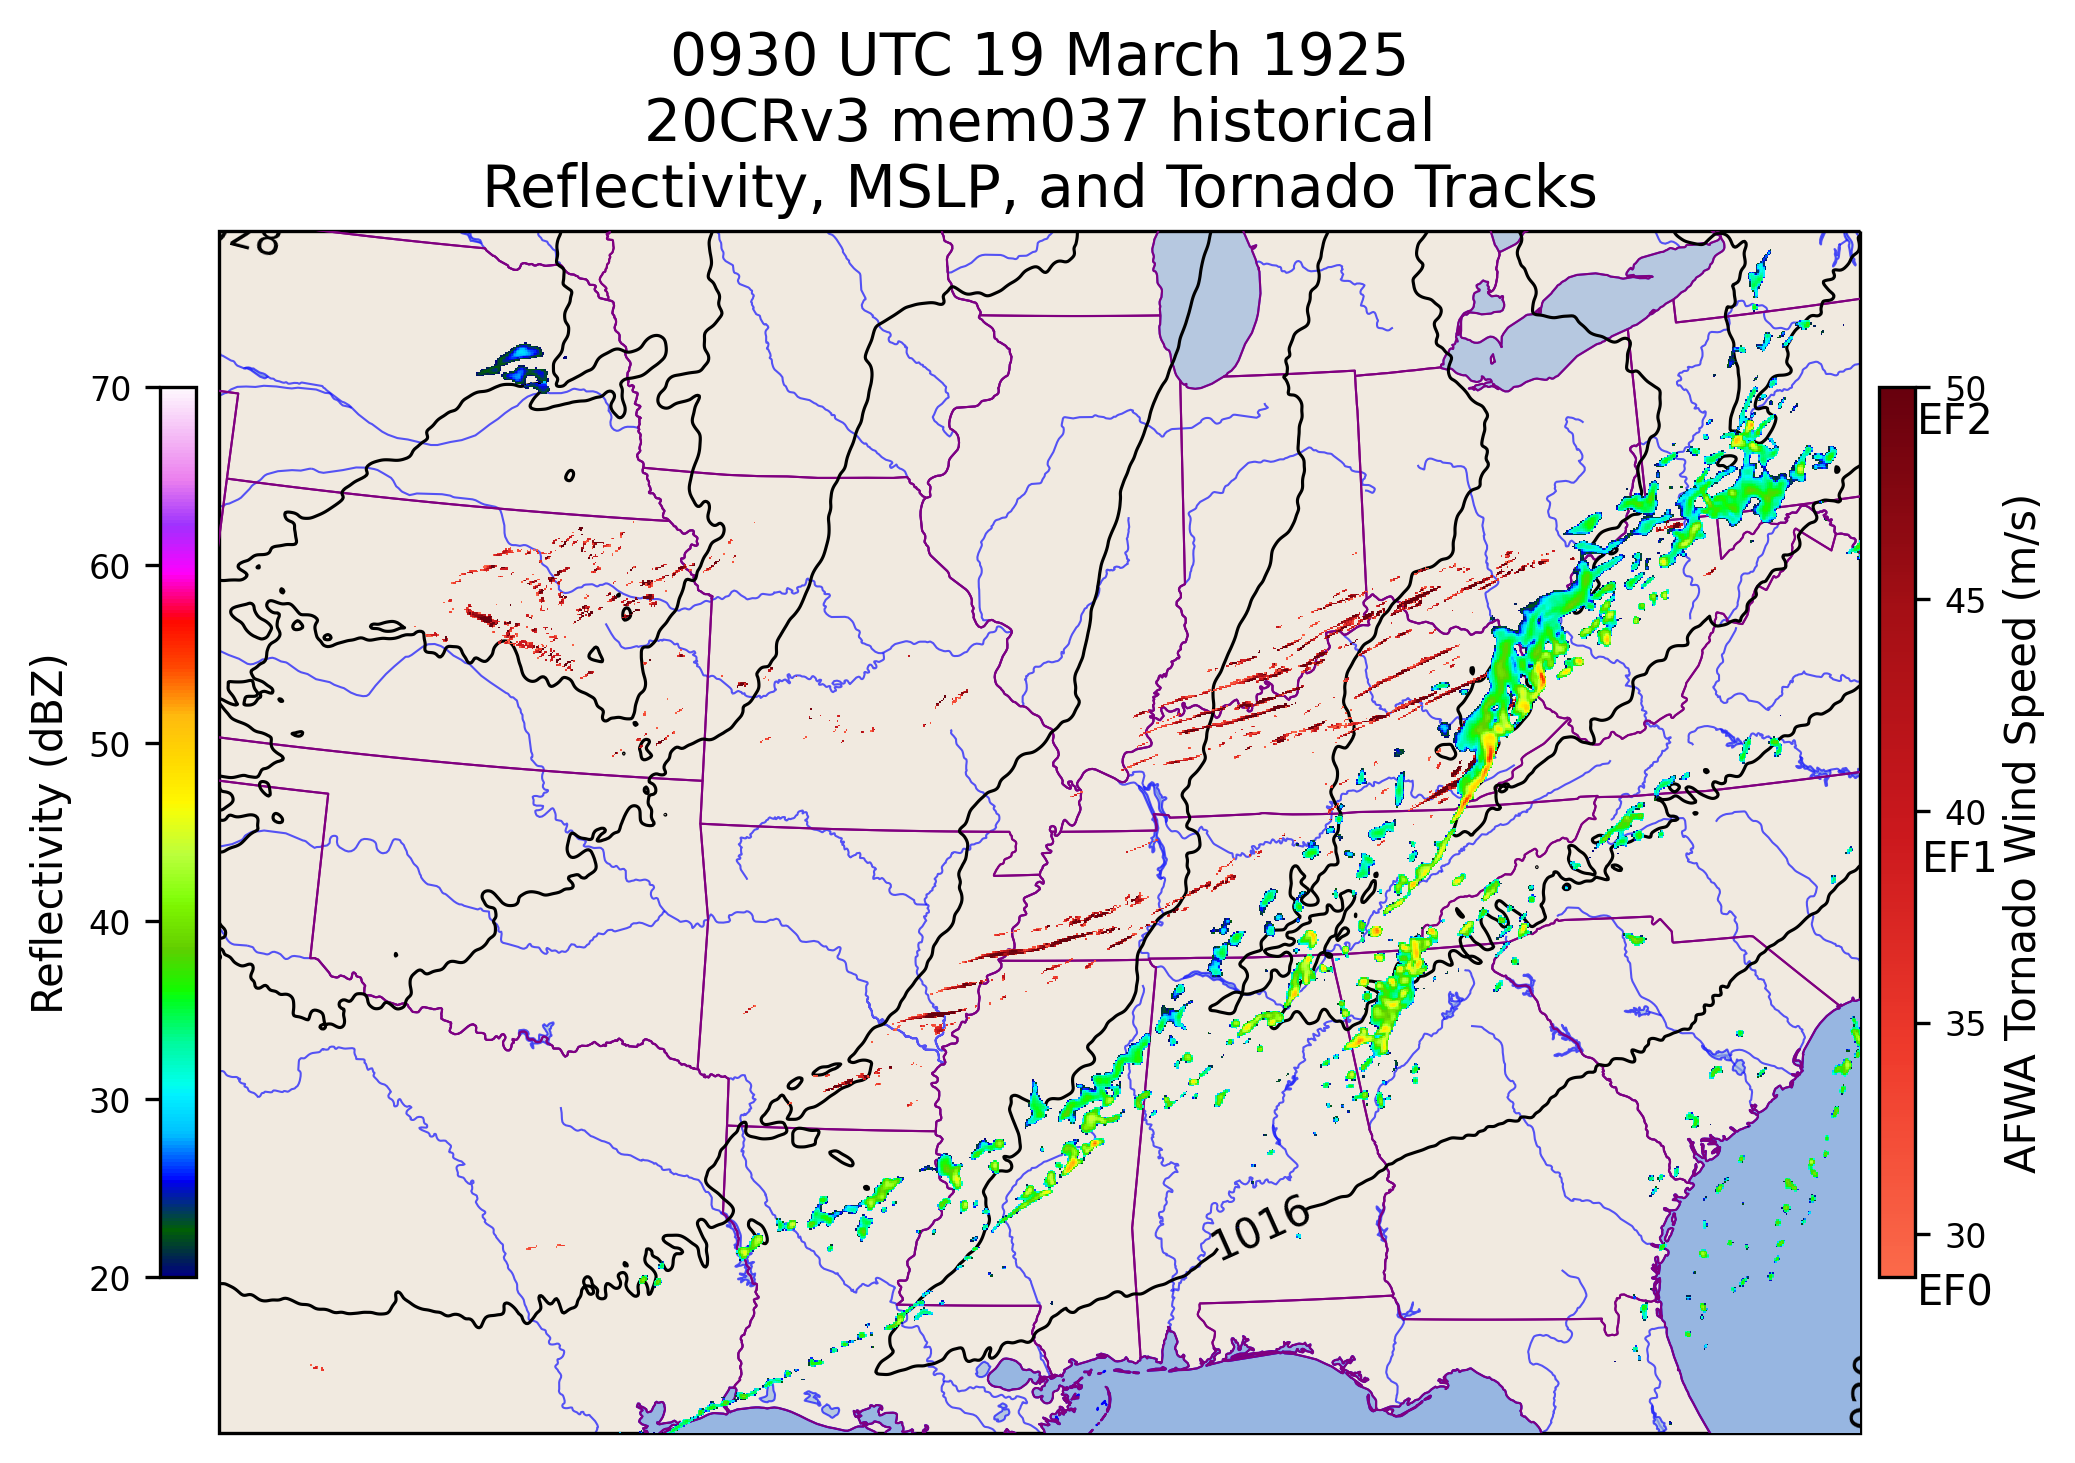 0930 UTC 19 March 1925
20CRv3 mem037 historical
Reflectivity, MSLP, and Tornado Tracks
28
70
60
50
40
30
20
Reflectivity (dBZ)
1016
50
EF2
45
40
EF1
35
30
EF0
AFWA Tornado Wind Speed (m/s)